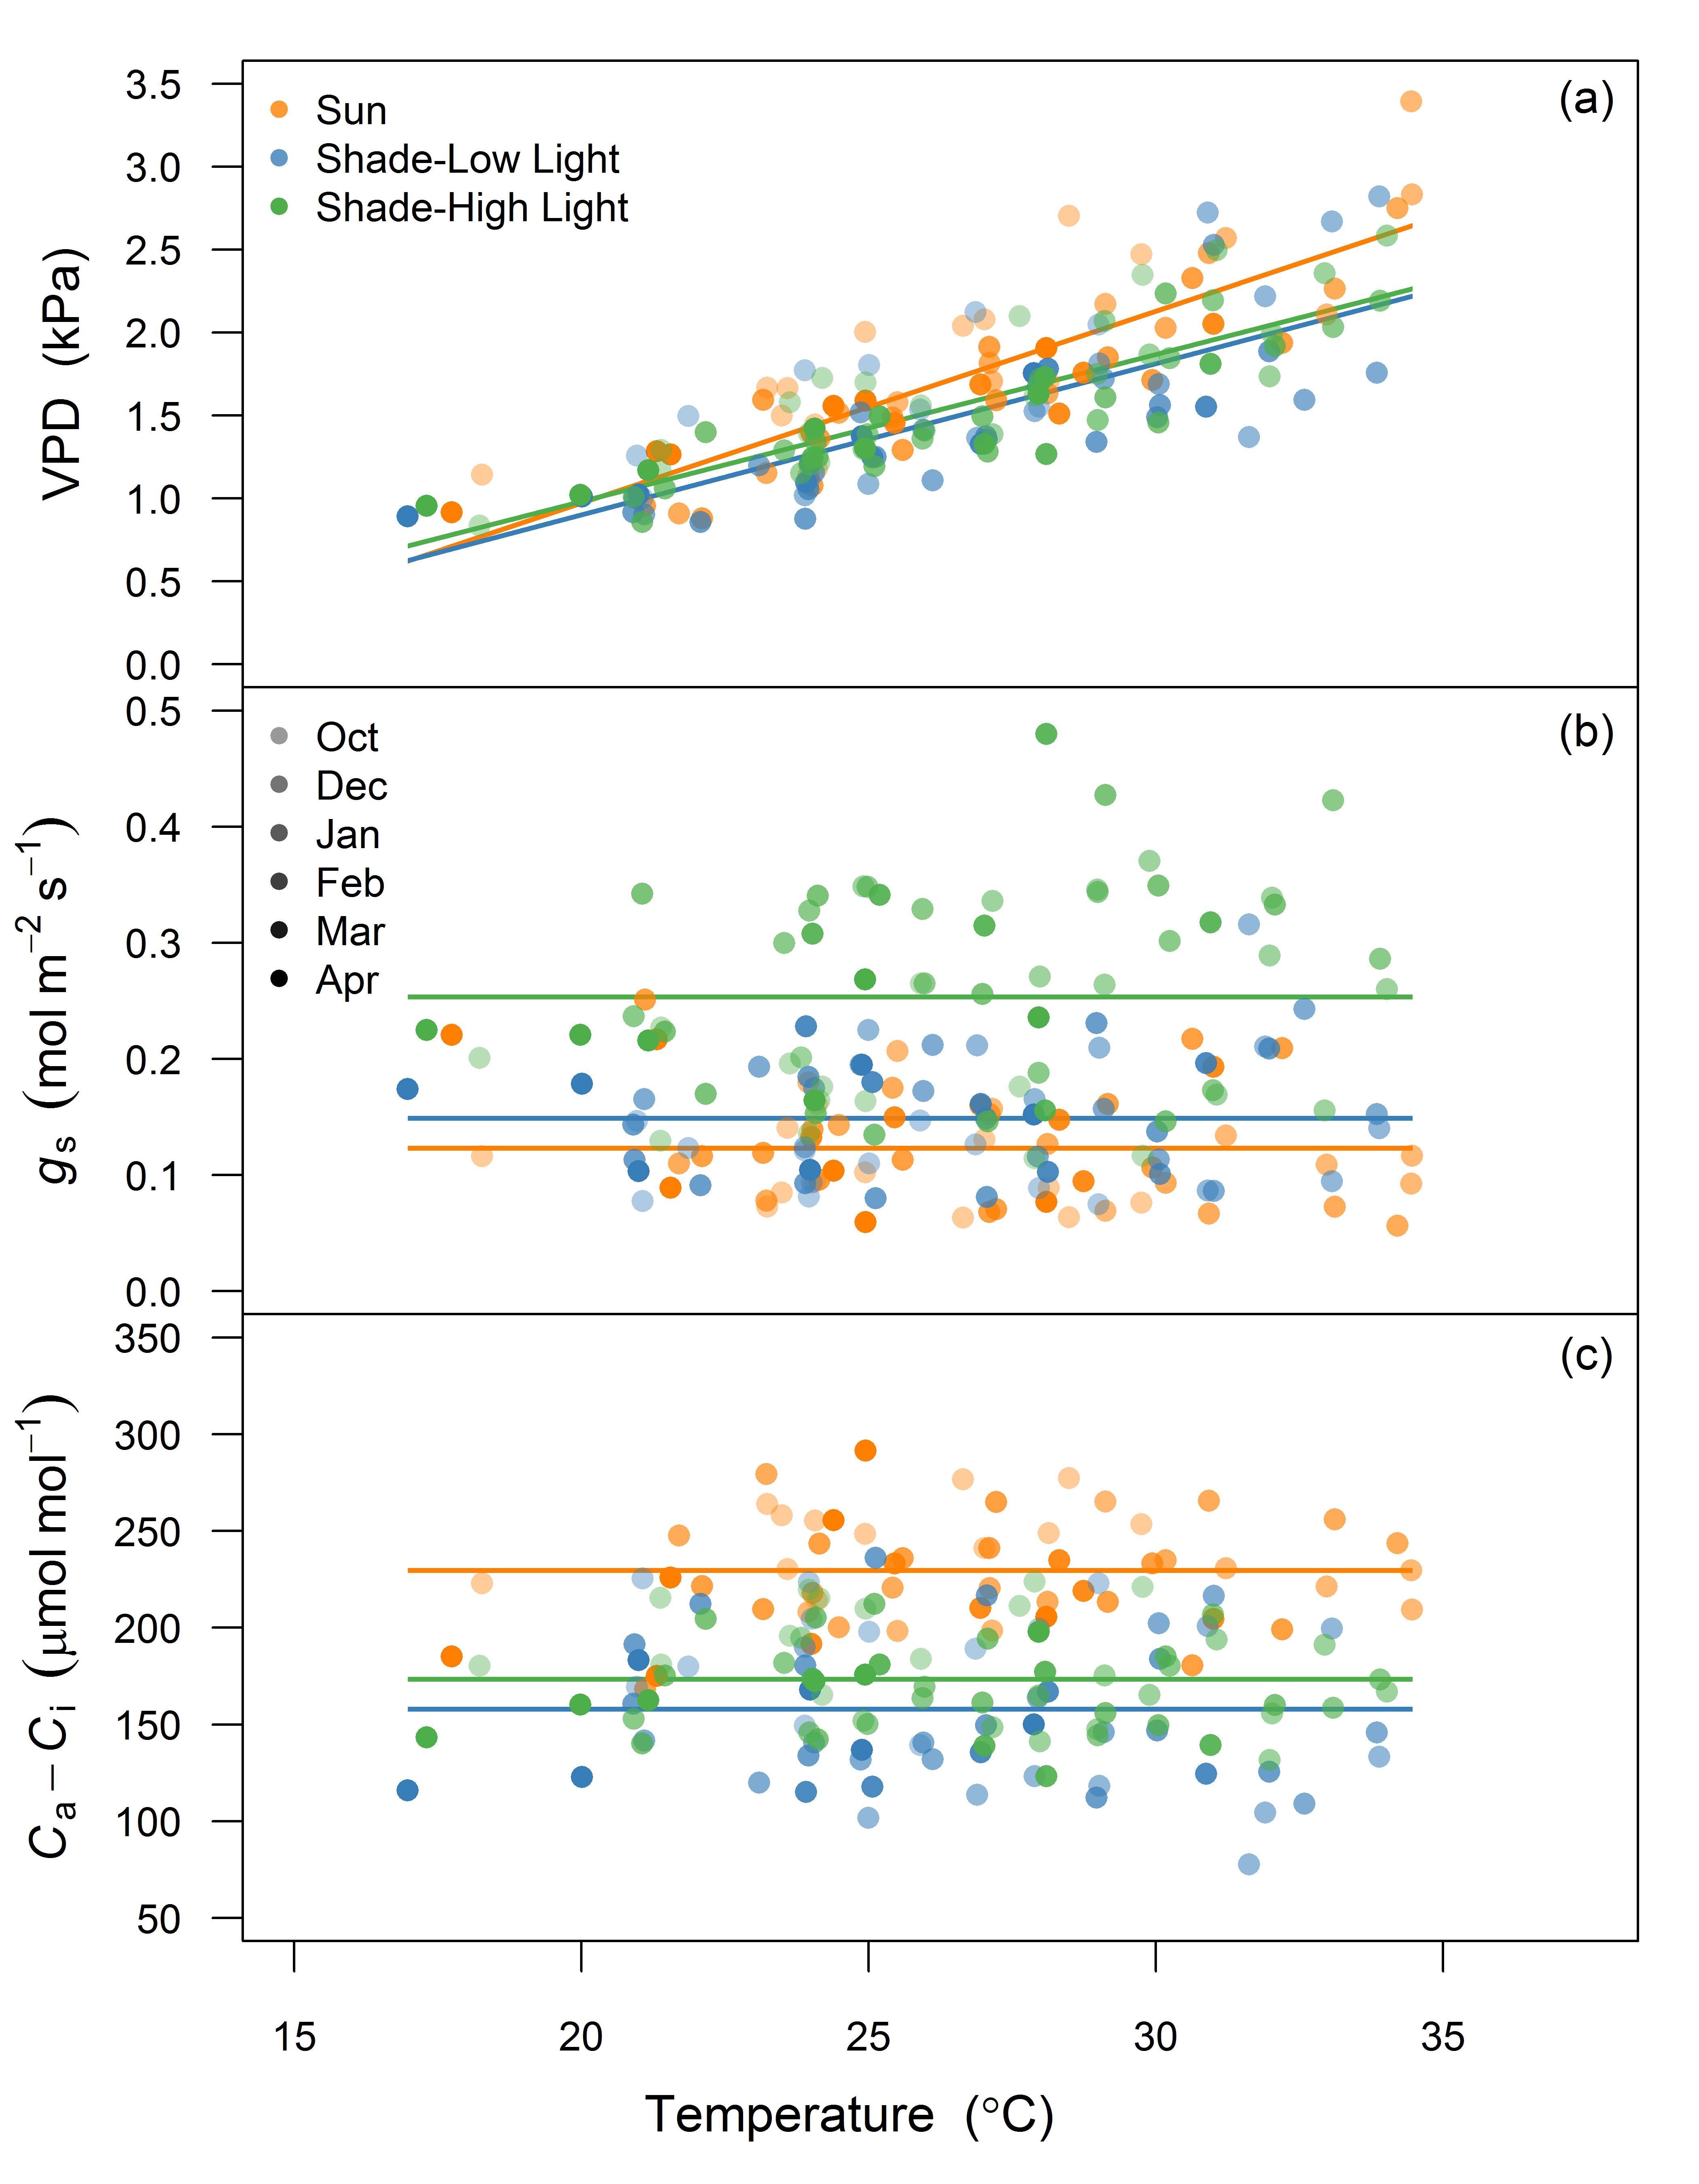 (a)
Sun
Shade-Low Light
Shade-High Light
3.5
3.0
2.5
2.0
1.5
1.0
0.5
0.0
VPD (kPa)
(b)
Oct
Dec
Jan
Feb
Mar
Apr
0.5
0.4
0.3
0.2
0.1
0.0
gs (mol m−2 s−1)
(c)
350
300
250
200
150
100
50
Ca − Ci (μmol mol−1)
15 20 25 30 35
Temperature (°C)